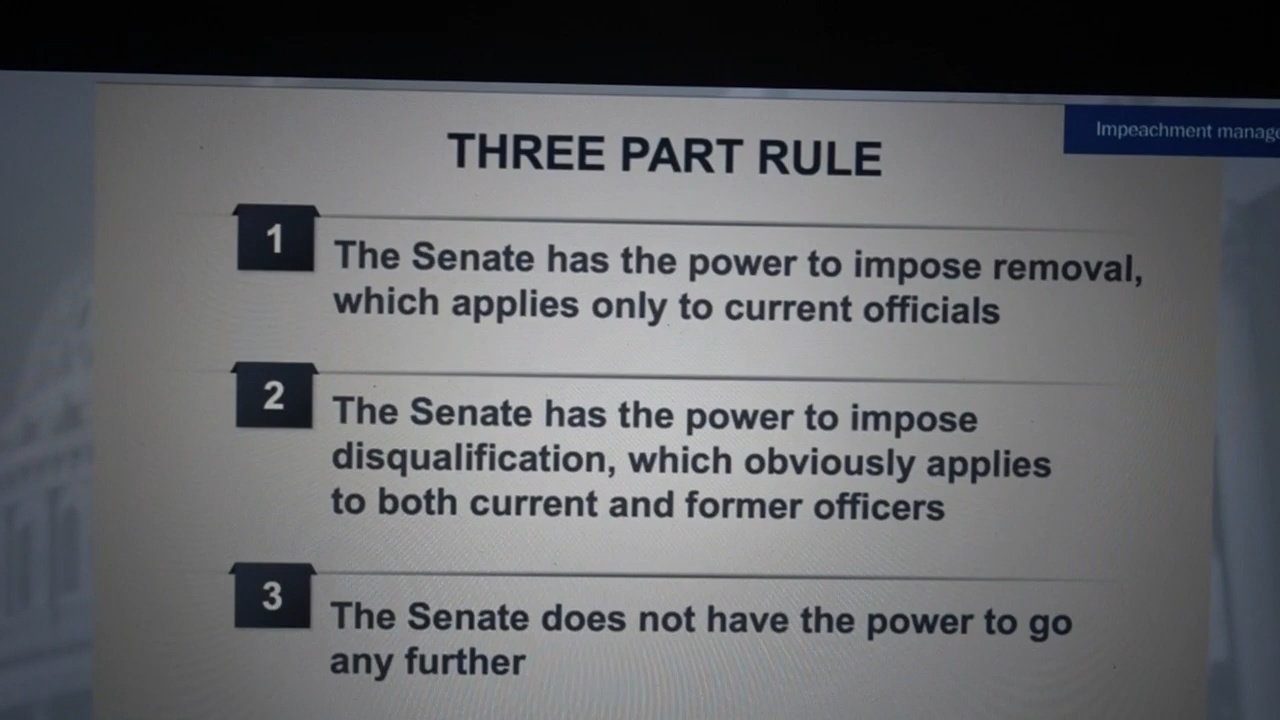 Impeachment
THREE PART RULE
1
The Senate has the power to impose removal,
which applies only to current officials
2
The Senate has the power to impose
disqualification, which obviously applies
to both current and former officers
3
The Senate does not have the power to go
any further